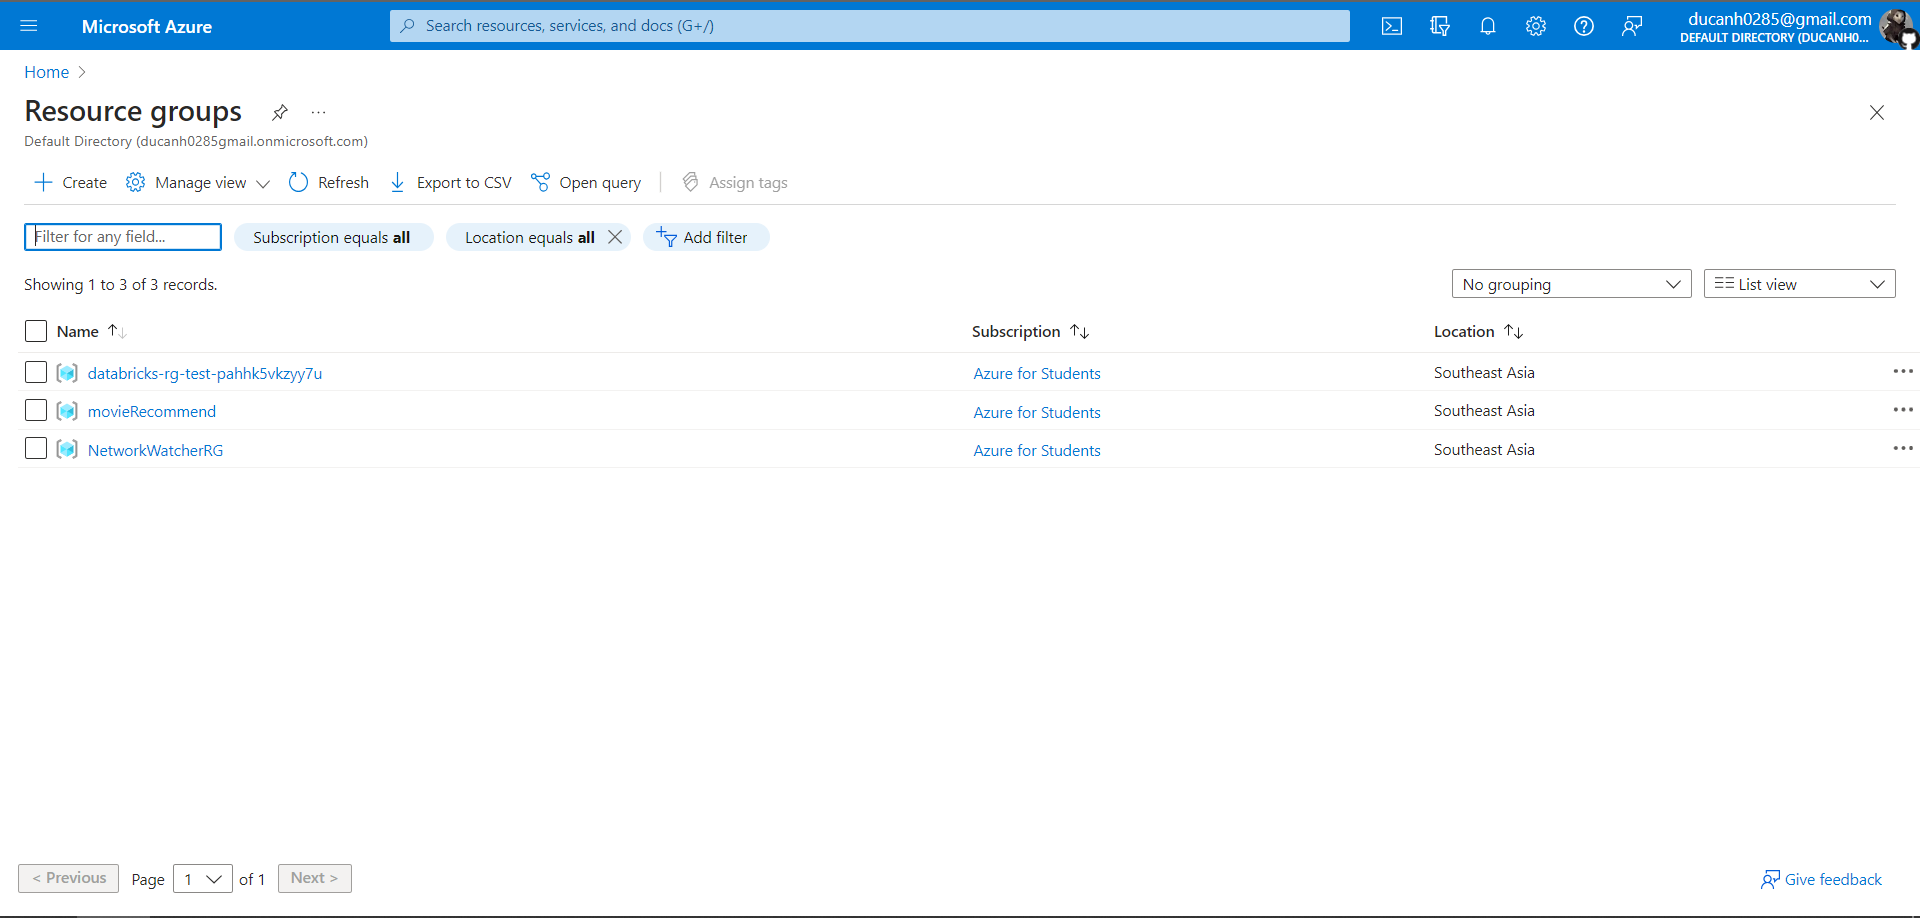 Microsoft Azure
Search resources, services, and docs (G+/)
ducanh0285@gmail.com
DEFAULT DIRECTORY (DUCANH0...
Home
Resource groups
Default Directory (ducanh0285gmail.onmicrosoft.com)
Create Manage view Refresh Export to CSV Open query Assign tags
Filter for any field... Subscription equals all Location equals all Add filter
Showing 1 to 3 of 3 records. No grouping List view
Name Subscription Location
databricks-rg-test-pahhk5vkzyy7u Azure for Students Southeast Asia
movieRecommend Azure for Students Southeast Asia
NetworkWatcherRG Azure for Students Southeast Asia
< Previous Page 1 of 1 Next > Give feedback